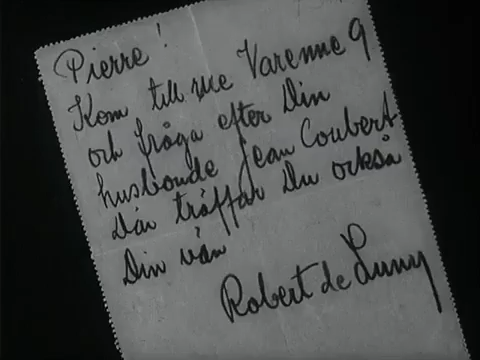 Pierre!
Kom till rue Varenne 9
och fråga efter Din
husbonde Jean Coubert
Där träffar Du också
Din vän
Robert de Luny